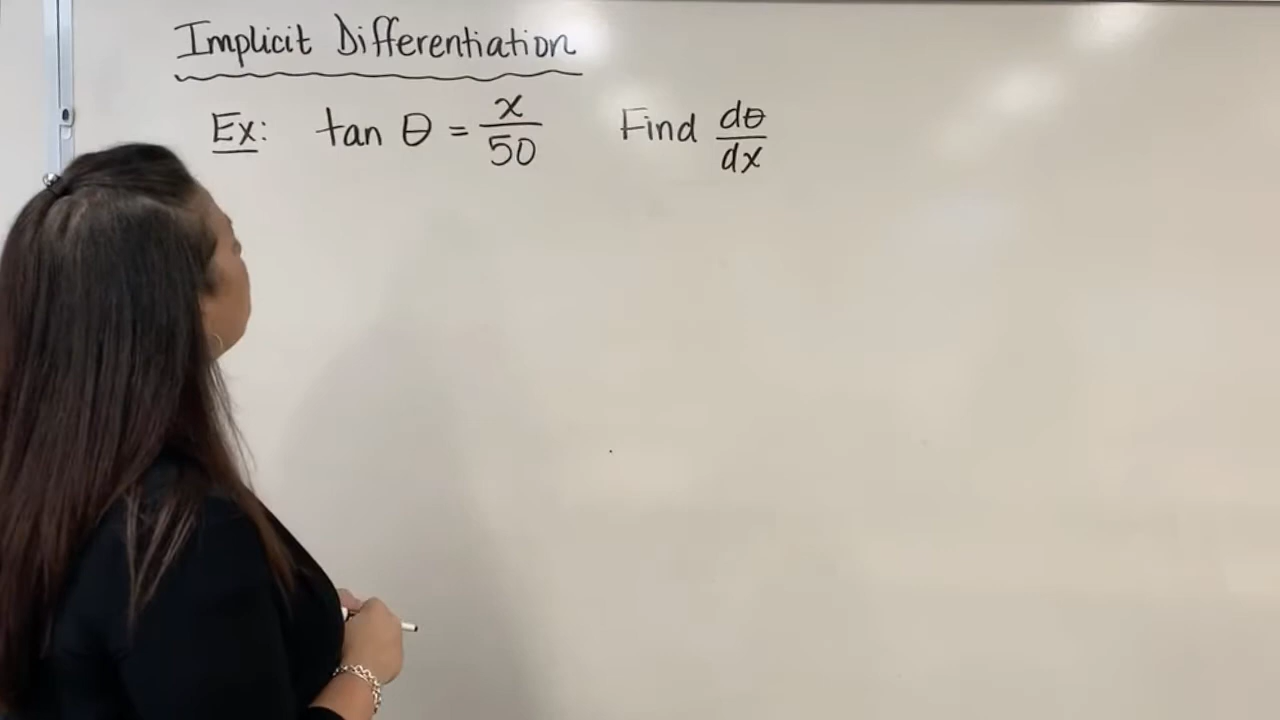 Implicit Differentiation
Ex: tan θ = x/50 Find dθ/dx